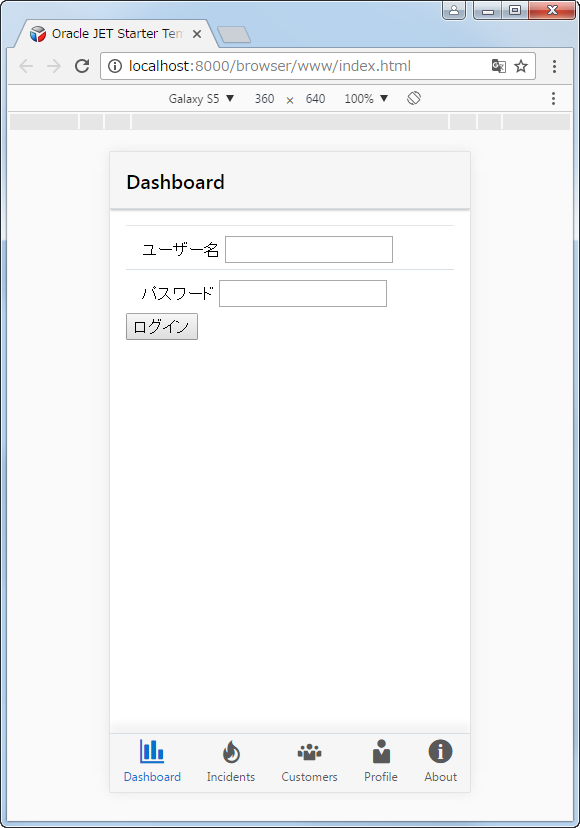 Oracle JET Starter Tem
localhost:8000/browser/www/index.html
Galaxy S5 ▼ 360 × 640 100% ▼
Dashboard
ユーザー名
パスワード
ログイン
Dashboard Incidents Customers Profile About